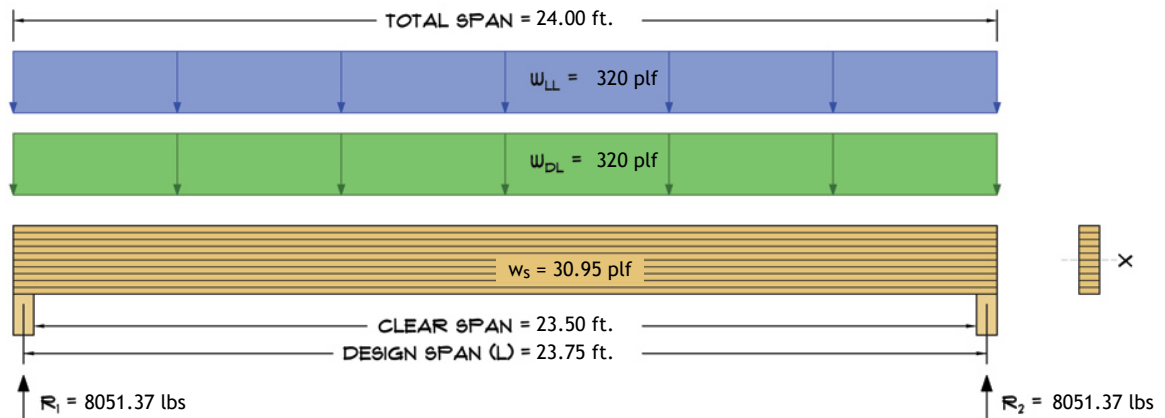 TOTAL SPAN = 24.00 ft.
wLL = 320 plf
wDL = 320 plf
ws = 30.95 plf
X
CLEAR SPAN = 23.50 ft.
DESIGN SPAN (L) = 23.75 ft.
R1 = 8051.37 lbs
R2 = 8051.37 lbs